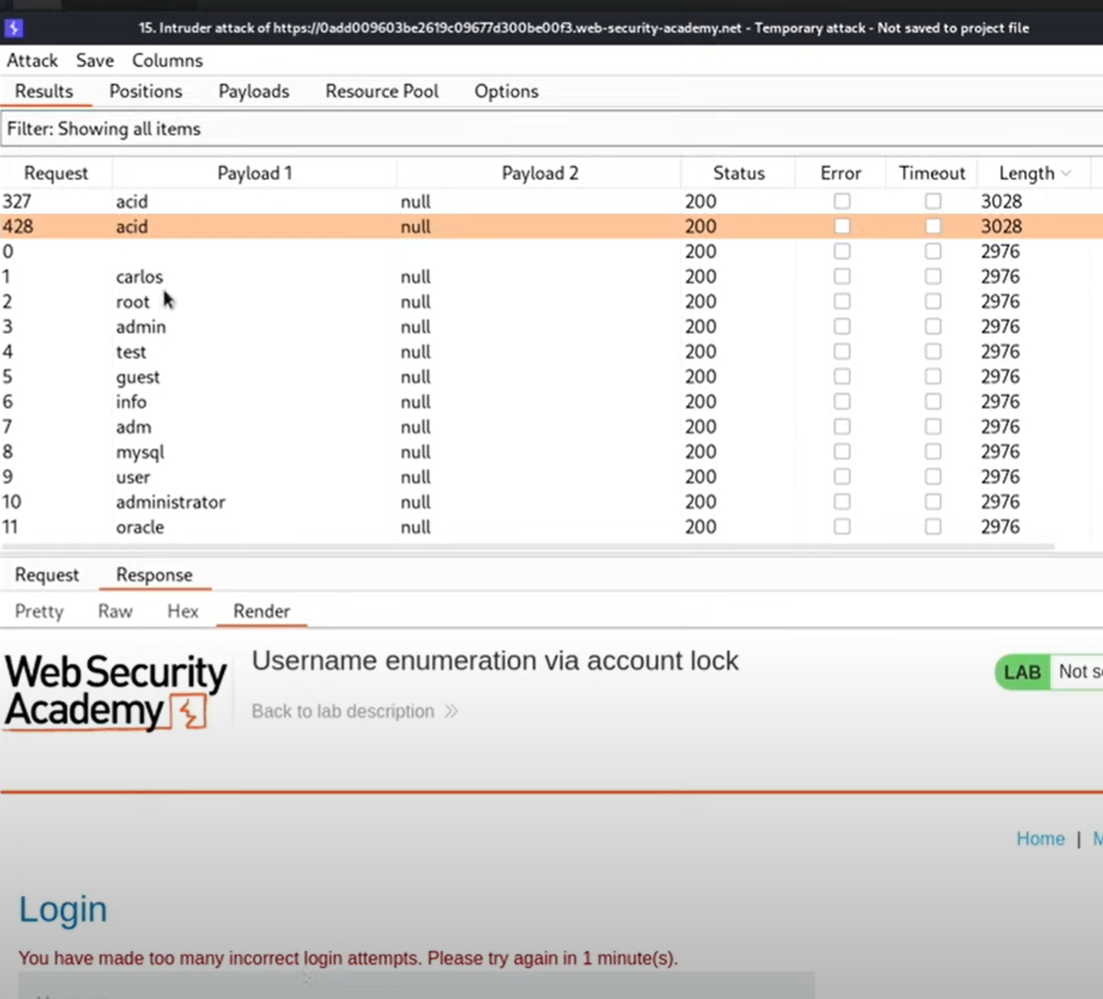 15. Intruder attack of https://0add009603be2619c09677d300be00f3.web-security-academy.net - Temporary attack - Not saved to project file
Attack Save Columns
Results Positions Payloads Resource Pool Options
Filter: Showing all items
Request Payload 1 Payload 2 Status Error Timeout Length
327 acid null 200 3028
428 acid null 200 3028
0 200 2976
1 carlos null 200 2976
2 root null 200 2976
3 admin null 200 2976
4 test null 200 2976
5 guest null 200 2976
6 info null 200 2976
7 adm null 200 2976
8 mysql null 200 2976
9 user null 200 2976
10 administrator null 200 2976
11 oracle null 200 2976
Request Response
Pretty Raw Hex Render
Web Security Academy
Username enumeration via account lock
Back to lab description
LAB Not
Home |
Login
You have made too many incorrect login attempts. Please try again in 1 minute(s).